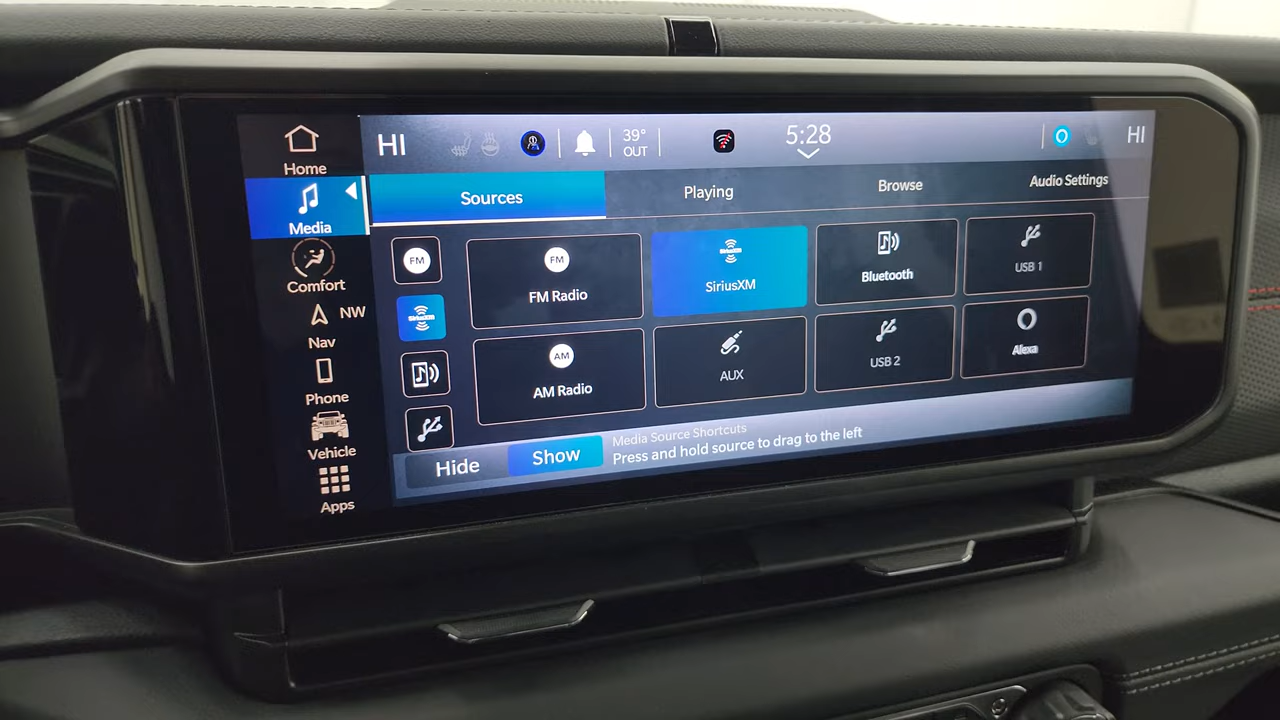 HI
39°
OUT
5:28
HI
Home
Media
Comfort
NW
Nav
Phone
Vehicle
Apps
Sources
Playing
Browse
Audio Settings
FM
SiriusXM
FM
FM Radio
SiriusXM
SiriusXM
Bluetooth
USB 1
AM
AM Radio
AUX
USB 2
Alexa
Hide
Show
Media Source Shortcuts
Press and hold source to drag to the left